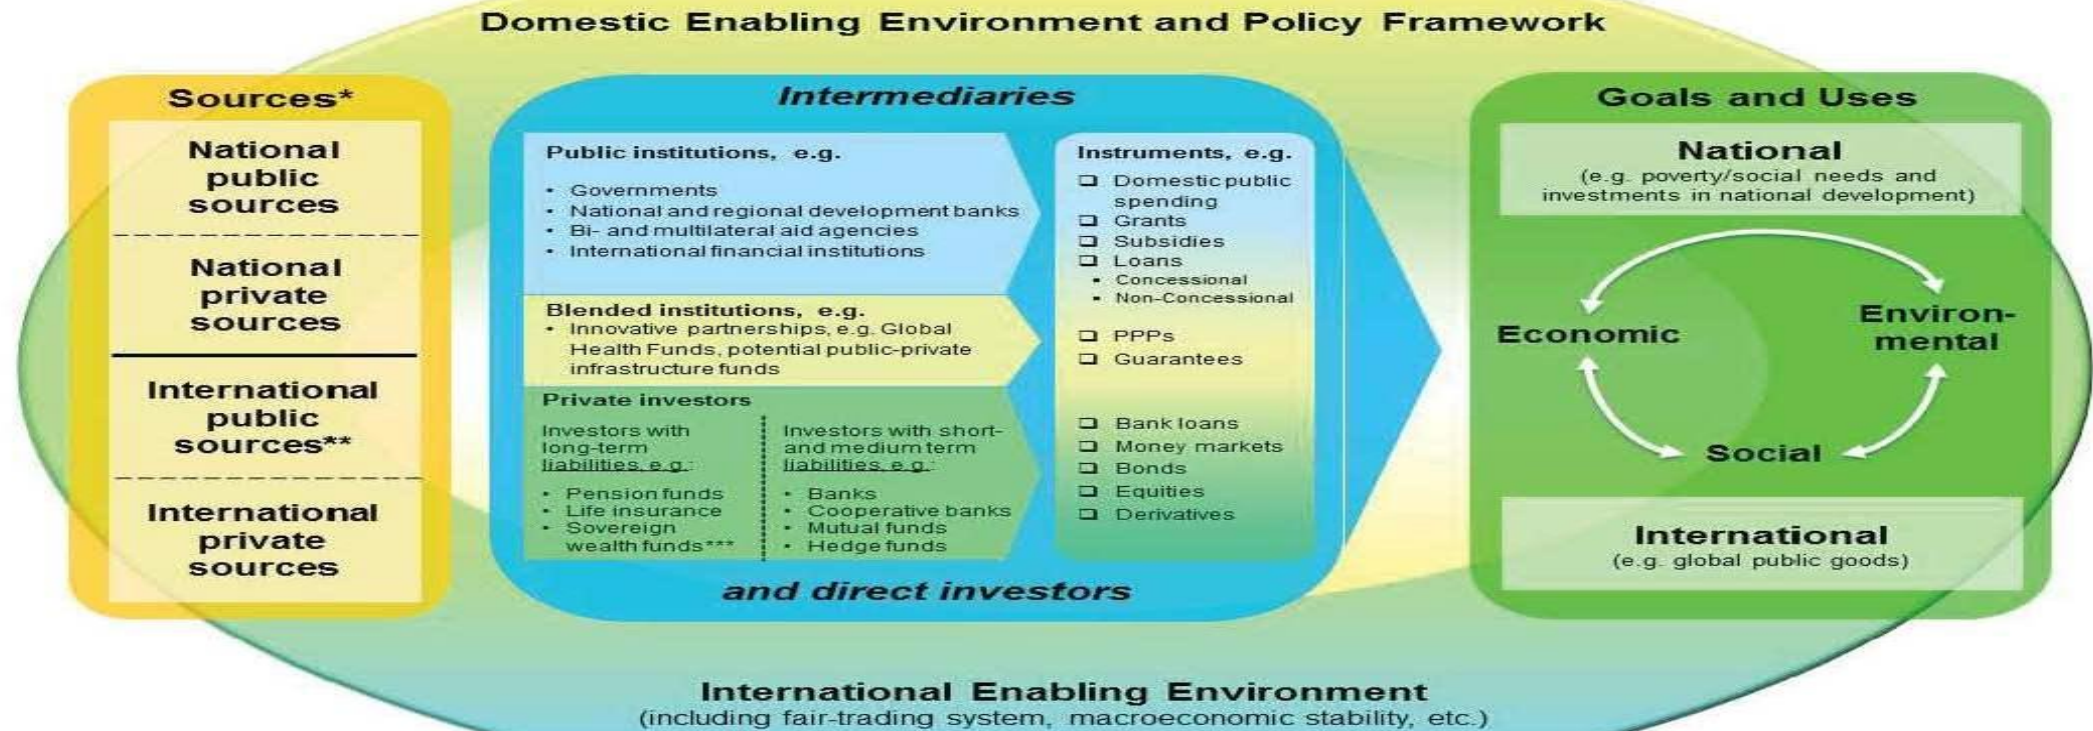 Domestic Enabling Environment and Policy Framework
Sources*
National
public
sources
National
private
sources
International
public
sources**
International
private
sources
Intermediaries
Public institutions, e.g.
• Governments
• National and regional development banks
• Bi- and multilateral aid agencies
• International financial institutions
Blended institutions, e.g.
• Innovative partnerships, e.g. Global
Health Funds, potential public-private
infrastructure funds
Private investors
Investors with
long-term
liabilities, e.g.:
• Pension funds
• Life insurance
• Sovereign
wealth funds***
Investors with short-
and medium term
liabilities, e.g.:
• Banks
• Cooperative banks
• Mutual funds
• Hedge funds
Instruments, e.g.
❑ Domestic public
spending
❑ Grants
❑ Subsidies
❑ Loans
▪ Concessional
▪ Non-Concessional
❑ PPPs
❑ Guarantees
❑ Bank loans
❑ Money markets
❑ Bonds
❑ Equities
❑ Derivatives
and direct investors
Goals and Uses
National
(e.g. poverty/social needs and
investments in national development)
Economic
Environ-
mental
Social
International
(e.g. global public goods)
International Enabling Environment
(including fair-trading system, macroeconomic stability, etc.)